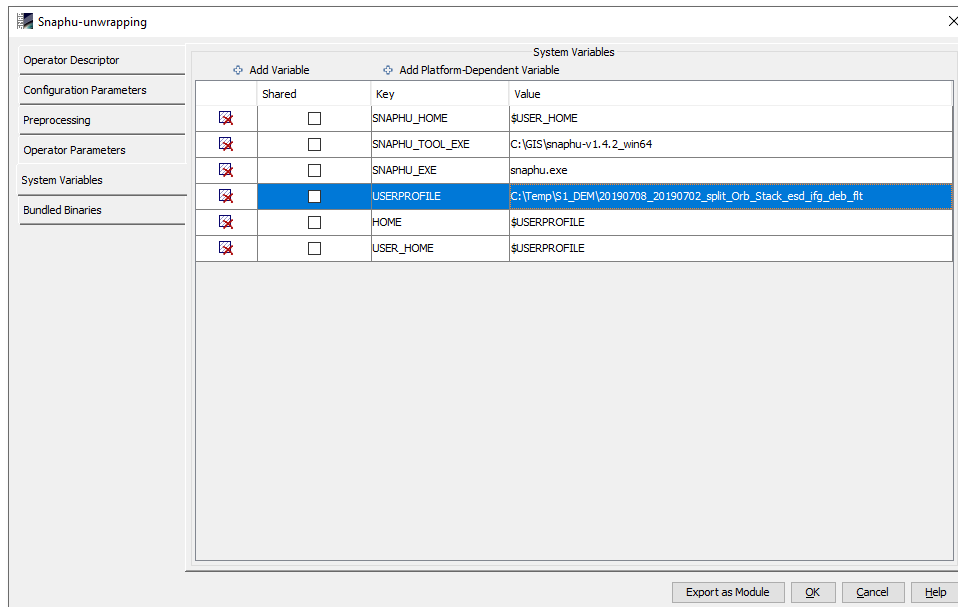 Snaphu-unwrapping
Operator Descriptor
Configuration Parameters
Preprocessing
Operator Parameters
System Variables
Bundled Binaries
System Variables
Add Variable Add Platform-Dependent Variable
Shared Key Value
SNAPHU_HOME $USER_HOME
SNAPHU_TOOL_EXE C:\GIS\snaphu-v1.4.2_win64
SNAPHU_EXE snaphu.exe
USERPROFILE C:\Temp\S1_DEM\20190708_20190702_split_Orb_Stack_esd_ifg_deb_flt
HOME $USERPROFILE
USER_HOME $USERPROFILE
Export as Module OK Cancel Help